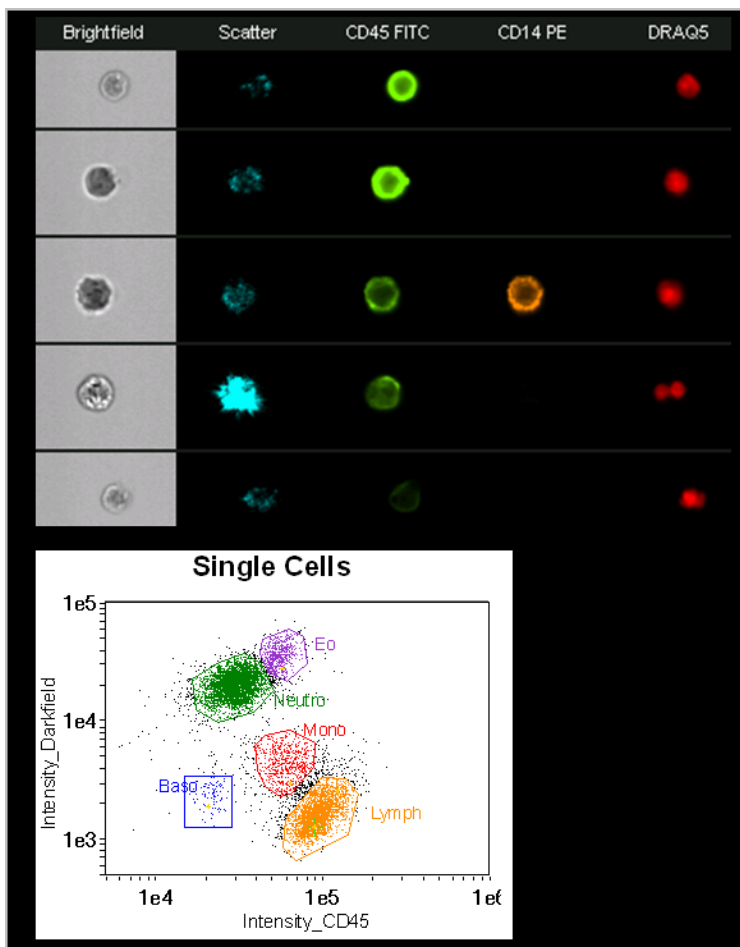 Brightfield Scatter CD45 FITC CD14 PE DRAQ5
Single Cells
1e5
Eo
Neutro
1e4
Mono
Baso
Lymph
1e3
Intensity_Darkfield
1e4 1e5 1e6
Intensity_CD45